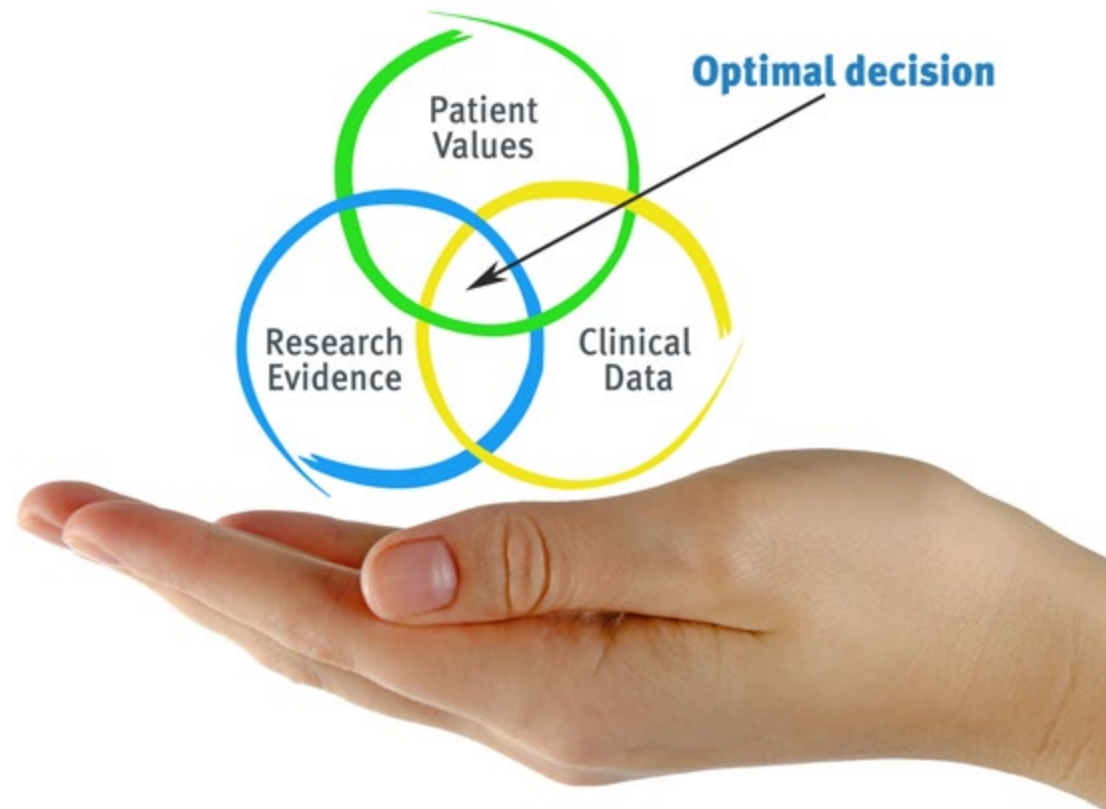 Optimal decision
Patient
Values
Research
Evidence
Clinical
Data